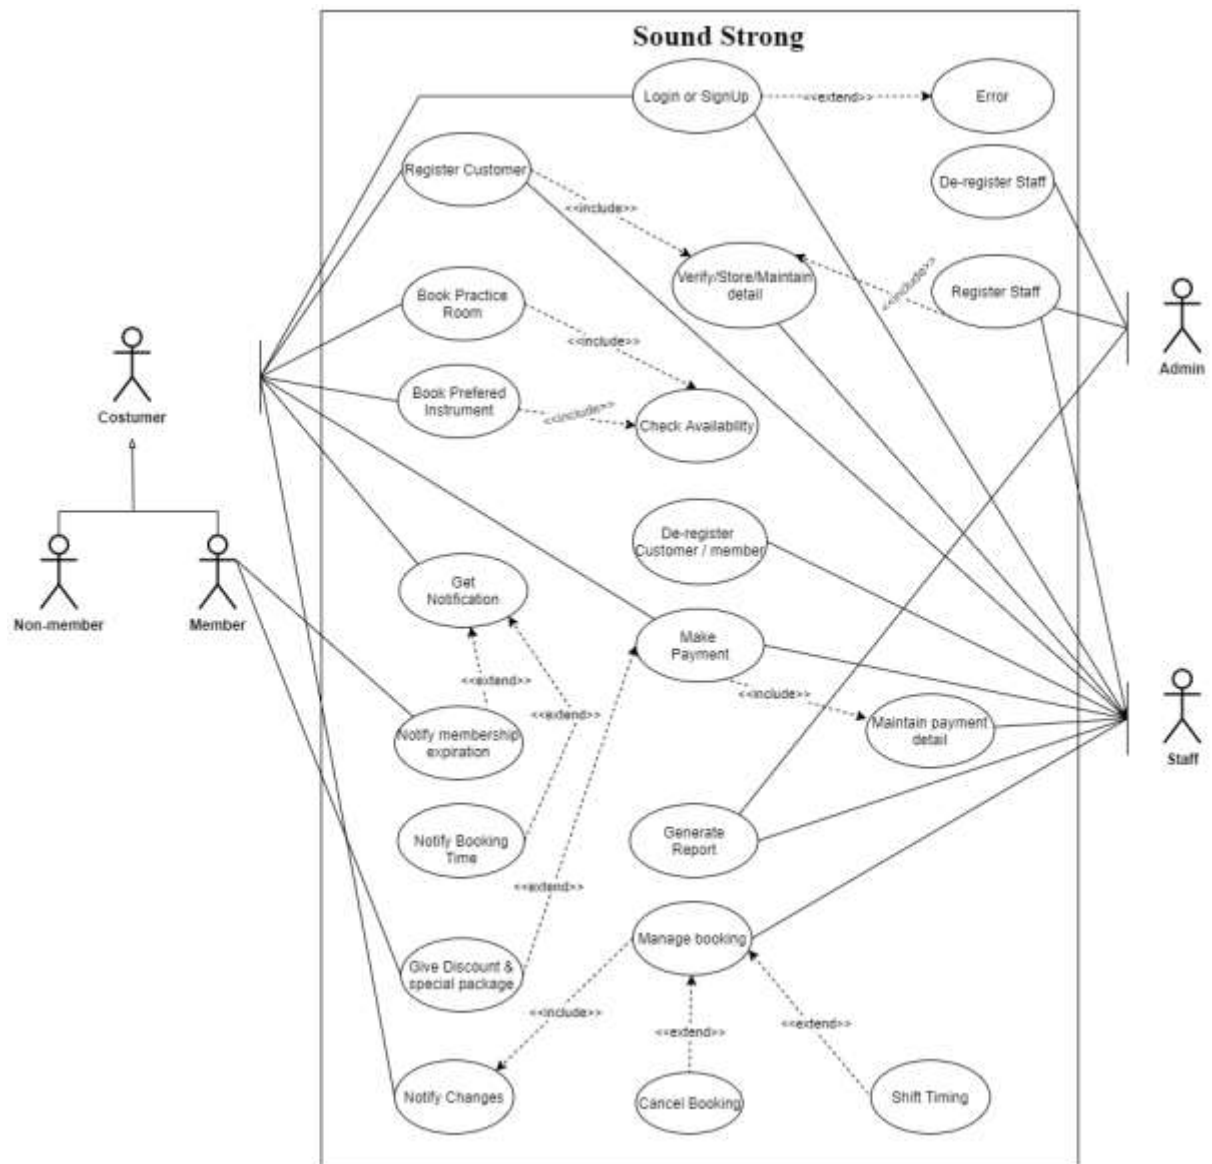 Sound Strong
Login or SignUp
<<extend>>
Error
Register Customer
<<include>>
De-register Staff
Verify/Store/Maintain
detail
<<include>>
Register Staff
Book Practice
Room
<<include>>
Book Prefered
Instrument
<<include>>
Check Availability
Costumer
Admin
Non-member
Member
De-register
Customer / member
Get
Notification
Make
Payment
<<extend>>
<<extend>>
<<include>>
Notify membership
expiration
Maintain payment
detail
Staff
Notify Booking
Time
Generate
Report
<<extend>>
Manage booking
Give Discount &
special package
<<include>>
<<extend>>
<<extend>>
Notify Changes
Cancel Booking
Shift Timing